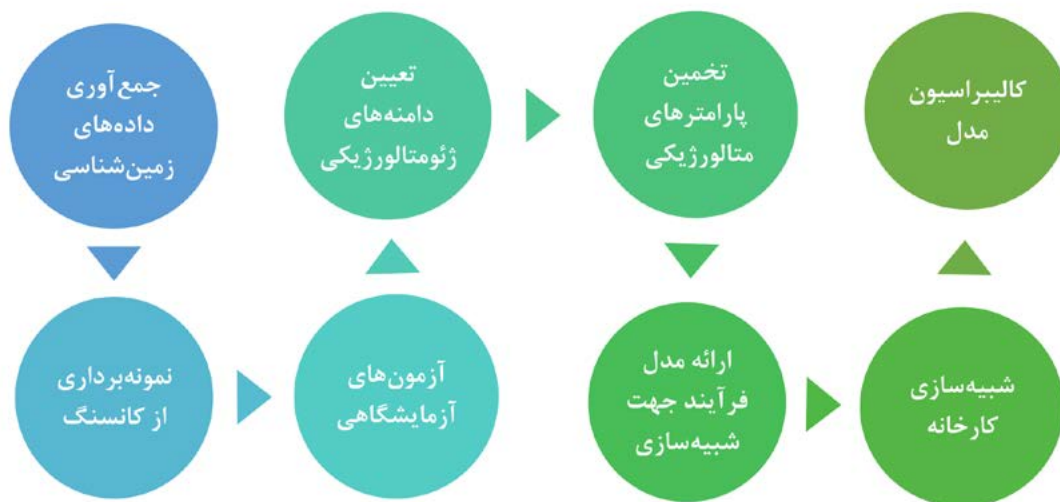 جمع‌آوری
داده‌های
زمین‌شناسی
نمونه‌برداری
از کانسنگ
آزمون‌های
آزمایشگاهی
تعیین
دامنه‌های
ژئومتالورژیکی
تخمین
پارامترهای
متالورژیکی
ارائه مدل
فرآیند جهت
شبیه‌سازی
شبیه‌سازی
کارخانه
کالیبراسیون
مدل